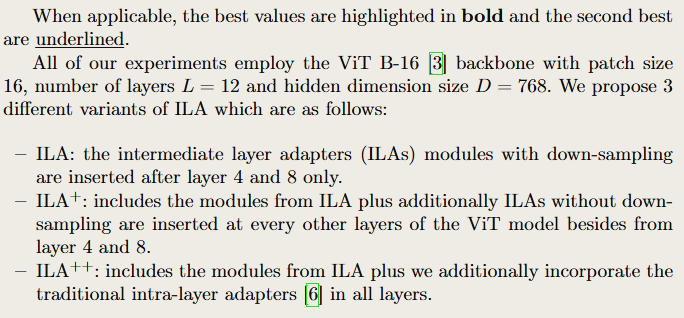 When applicable, the best values are highlighted in bold and the second best
are underlined.
All of our experiments employ the ViT B-16 [3] backbone with patch size
16, number of layers L = 12 and hidden dimension size D = 768. We propose 3
different variants of ILA which are as follows:
– ILA: the intermediate layer adapters (ILAs) modules with down-sampling
are inserted after layer 4 and 8 only.
– ILA⁺: includes the modules from ILA plus additionally ILAs without down-
sampling are inserted at every other layers of the ViT model besides from
layer 4 and 8.
– ILA⁺⁺: includes the modules from ILA plus we additionally incorporate the
traditional intra-layer adapters [6] in all layers.